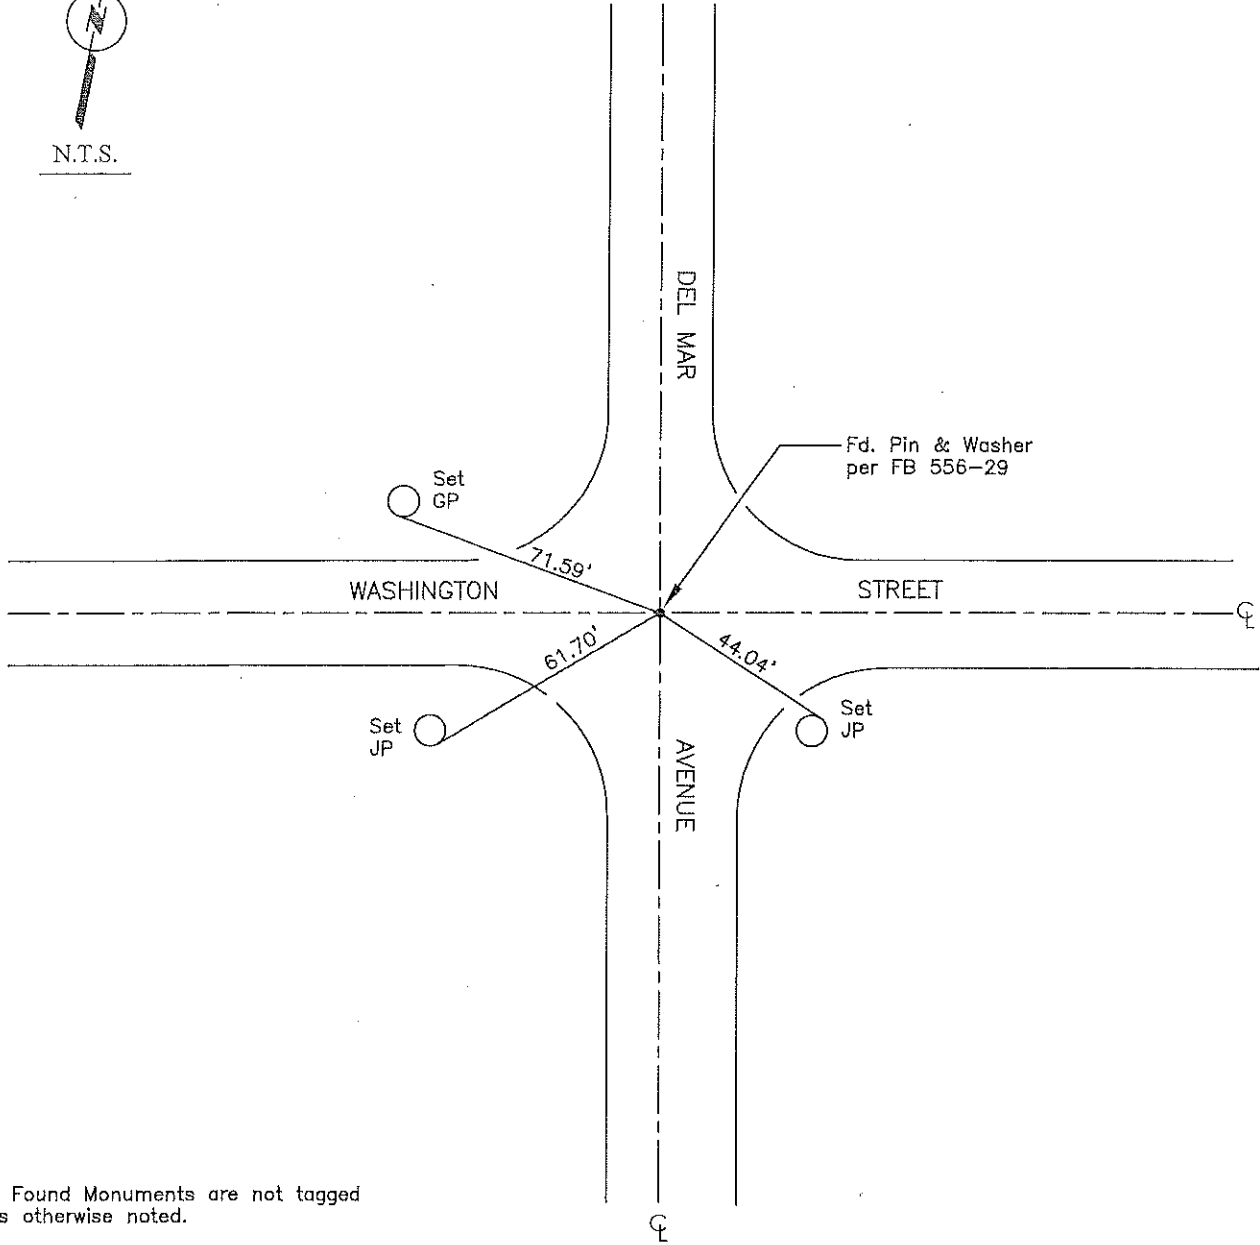 N
N.T.S.
DEL MAR
Fd. Pin & Washer
per FB 556-29
Set
GP
71.59'
WASHINGTON
STREET
℄
61.70'
44.04'
Set
JP
Set
JP
AVENUE
Found Monuments are not tagged
s otherwise noted.
℄